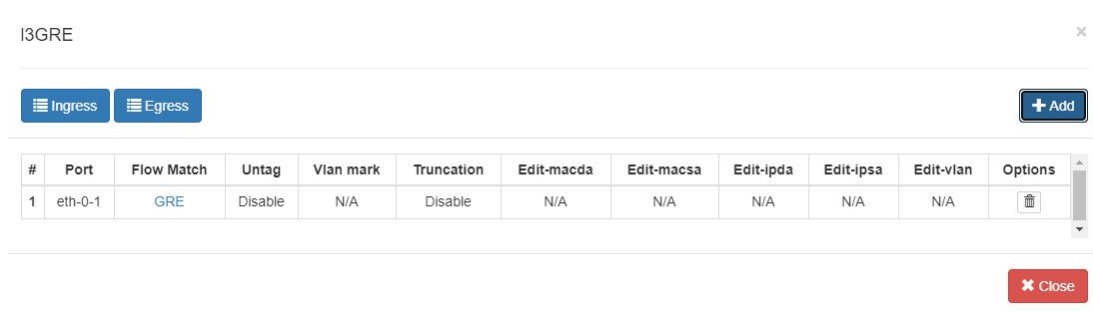 l3GRE ×
Ingress Egress Add
# Port Flow Match Untag Vlan mark Truncation Edit-macda Edit-macsa Edit-ipda Edit-ipsa Edit-vlan Options
1 eth-0-1 GRE Disable N/A Disable N/A N/A N/A N/A N/A
Close